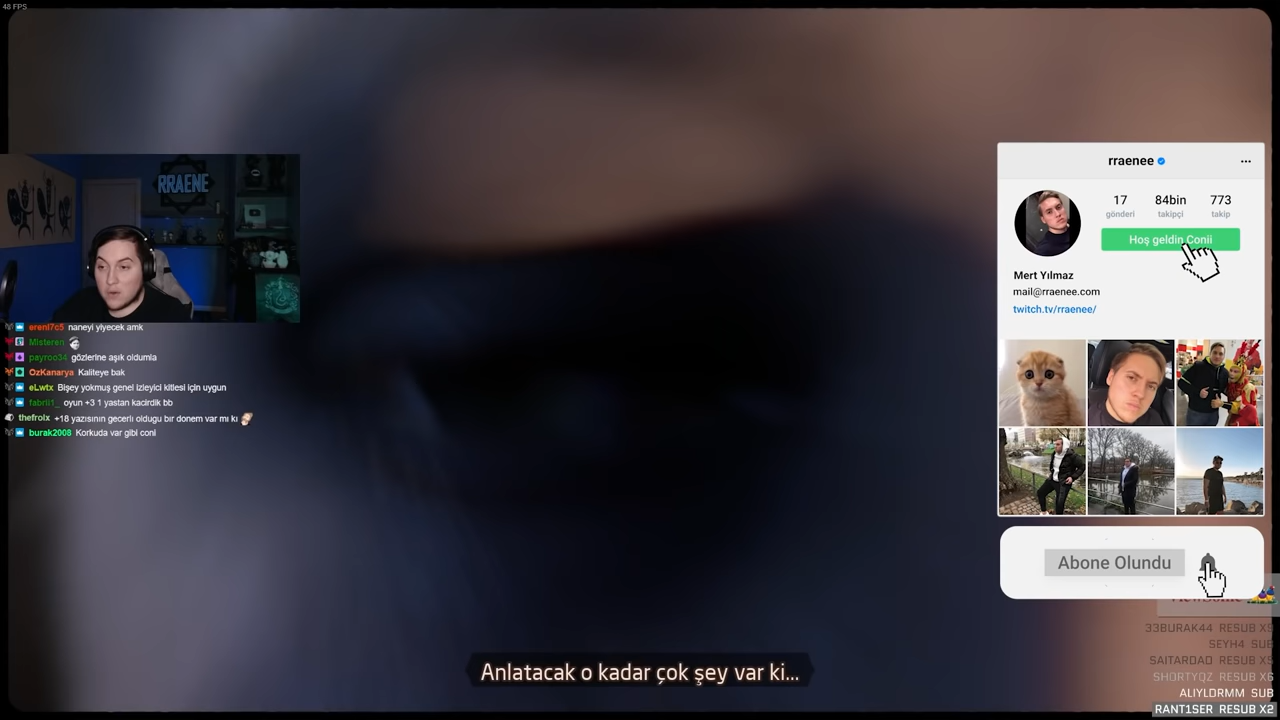 48 FPS
RRAENE
erenl7c5 naneyi yiyecek amk
Misteren
payroo34 gözlerine aşık oldumla
OzKanarya Kaliteye bak
eLwtx Bişey yokmuş genel izleyici kitlesi için uygun
fabrii1_ oyun +3 1 yastan kacirdik bb
thefroix +18 yazısının gecerlı oldugu bır donem var mı kı
burak2008 Korkuda var gibi coni
rraenee
...
17 84bin 773
gönderi takipçi takip
Hoş geldin Conii
Mert Yılmaz
mail@rraenee.com
twitch.tv/rraenee/
Abone Olundu
33BURAK44 RESUB X5
SEYH4 SUB
SAITARDAD RESUB X5
SHORTYQZ RESUB X6
ALIYLDRMM SUB
RANT1SER RESUB X2
Anlatacak o kadar çok şey var ki...